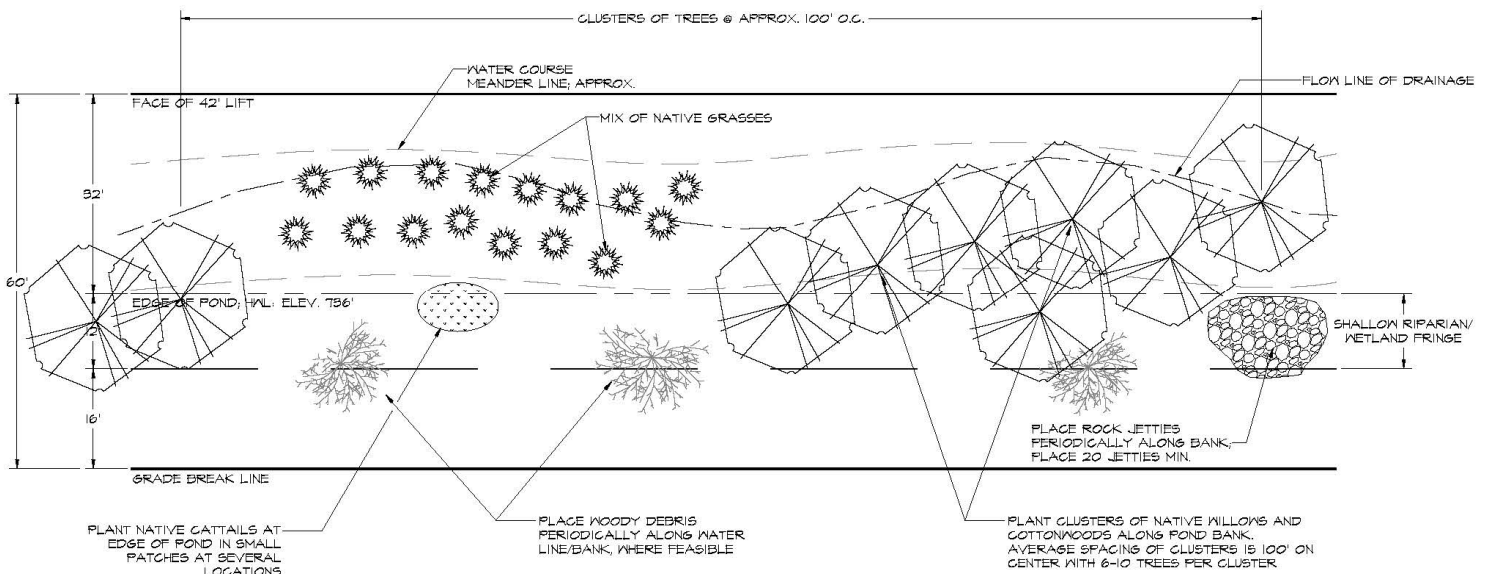 CLUSTERS OF TREES @ APPROX. 100' O.C.
WATER COURSE
MEANDER LINE; APPROX.
FLOW LINE OF DRAINAGE
FACE OF 42' LIFT
MIX OF NATIVE GRASSES
32'
60'
EDGE OF POND; HWL: ELEV. 736'
12'
SHALLOW RIPARIAN/
WETLAND FRINGE
16'
PLACE ROCK JETTIES
PERIODICALLY ALONG BANK;
PLACE 20 JETTIES MIN.
GRADE BREAK LINE
PLANT NATIVE CATTAILS AT
EDGE OF POND IN SMALL
PATCHES AT SEVERAL
LOCATIONS
PLACE WOODY DEBRIS
PERIODICALLY ALONG WATER
LINE/BANK, WHERE FEASIBLE
PLANT CLUSTERS OF NATIVE WILLOWS AND
COTTONWOODS ALONG POND BANK.
AVERAGE SPACING OF CLUSTERS IS 100' ON
CENTER WITH 6-10 TREES PER CLUSTER